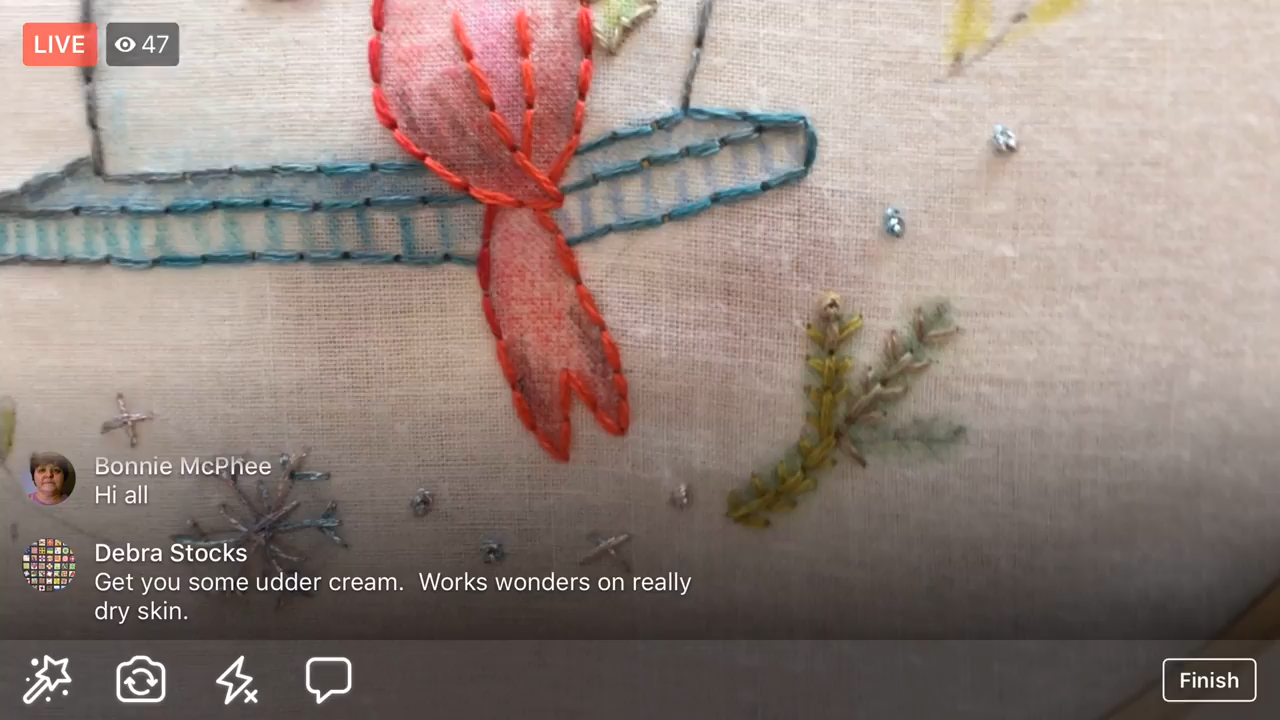 LIVE
47
Bonnie McPhee
Hi all
Debra Stocks
Get you some udder cream.  Works wonders on really
dry skin.
Finish